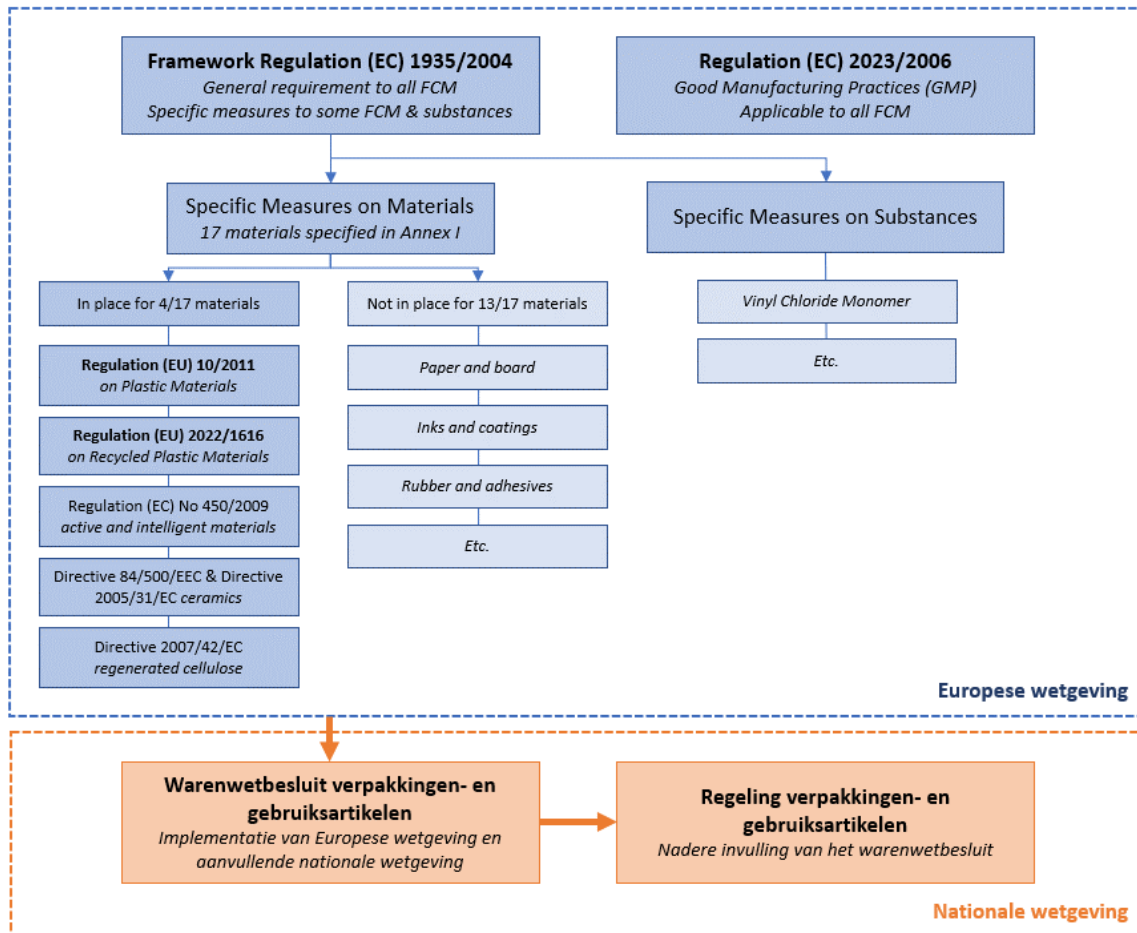 Framework Regulation (EC) 1935/2004
General requirement to all FCM
Specific measures to some FCM & substances
Regulation (EC) 2023/2006
Good Manufacturing Practices (GMP)
Applicable to all FCM
Specific Measures on Materials
17 materials specified in Annex I
Specific Measures on Substances
In place for 4/17 materials
Not in place for 13/17 materials
Vinyl Chloride Monomer
Etc.
Regulation (EU) 10/2011
on Plastic Materials
Paper and board
Regulation (EU) 2022/1616
on Recycled Plastic Materials
Inks and coatings
Regulation (EC) No 450/2009
active and intelligent materials
Rubber and adhesives
Etc.
Directive 84/500/EEC & Directive
2005/31/EC ceramics
Directive 2007/42/EC
regenerated cellulose
Europese wetgeving
Warenwetbesluit verpakkingen- en
gebruiksartikelen
Implementatie van Europese wetgeving en
aanvullende nationale wetgeving
Regeling verpakkingen- en
gebruiksartikelen
Nadere invulling van het warenwetbesluit
Nationale wetgeving